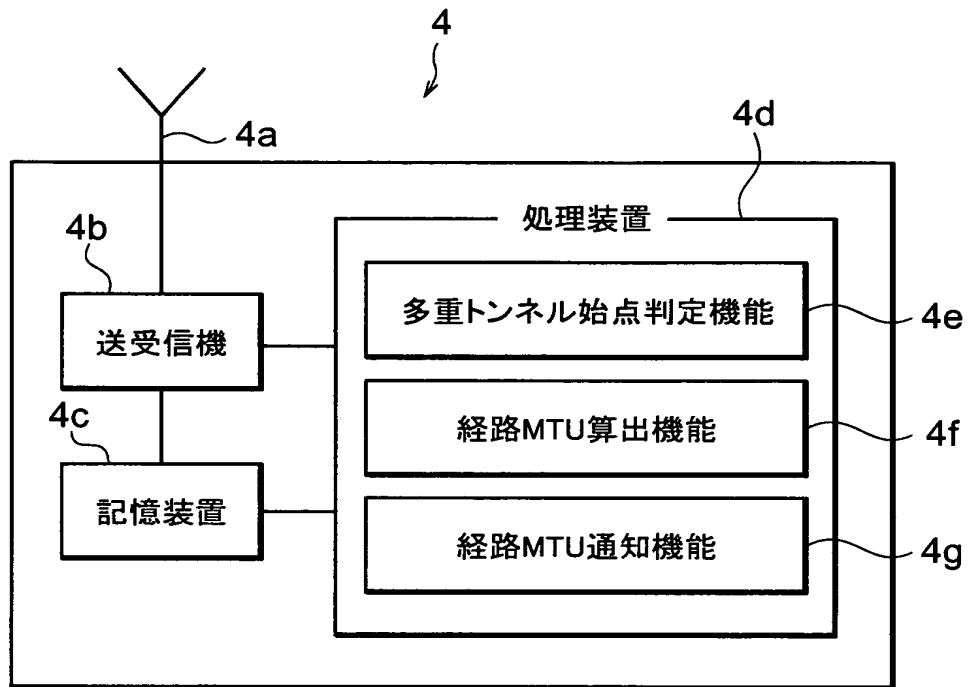 4
4a
4d
処理装置
4b
送受信機
多重トンネル始点判定機能
4e
4c
記憶装置
経路MTU算出機能
4f
経路MTU通知機能
4g